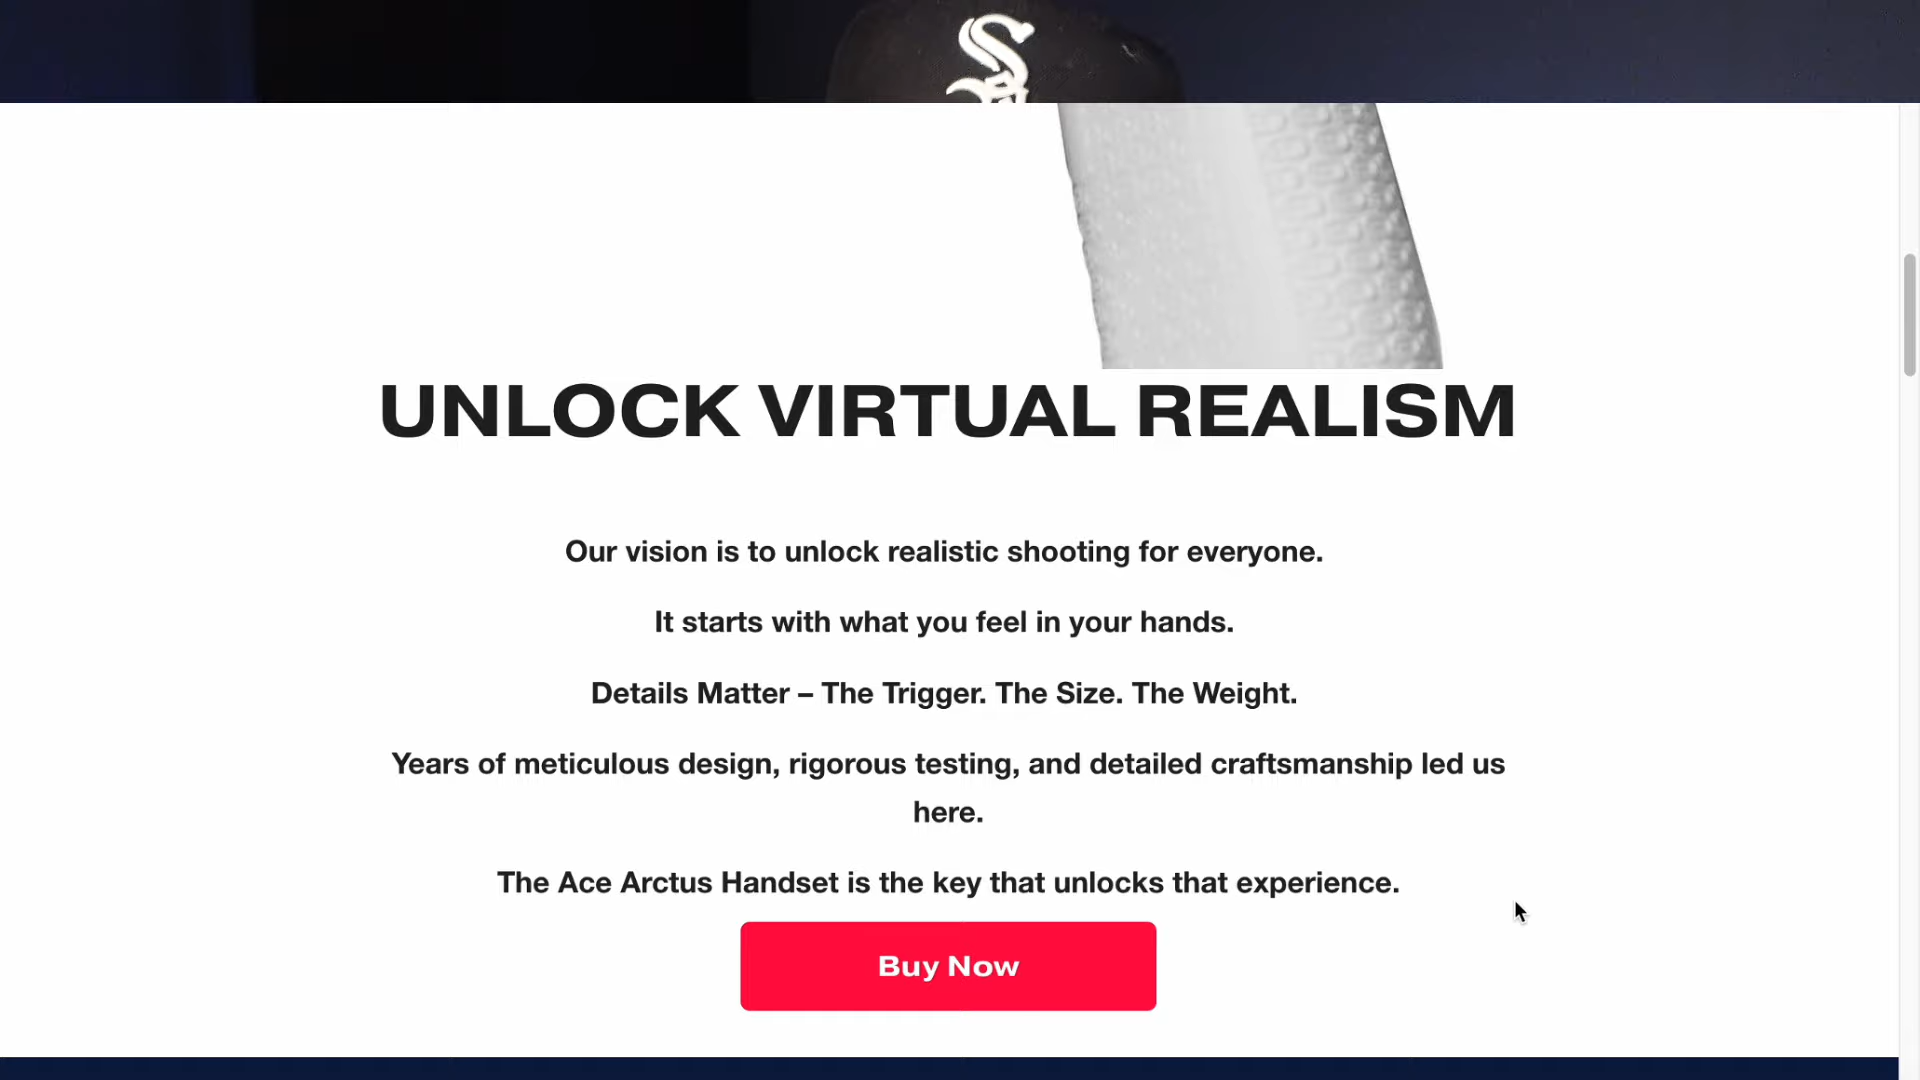 UNLOCK VIRTUAL REALISM
Our vision is to unlock realistic shooting for everyone.
It starts with what you feel in your hands.
Details Matter – The Trigger. The Size. The Weight.
Years of meticulous design, rigorous testing, and detailed craftsmanship led us
here.
The Ace Arctus Handset is the key that unlocks that experience.
Buy Now